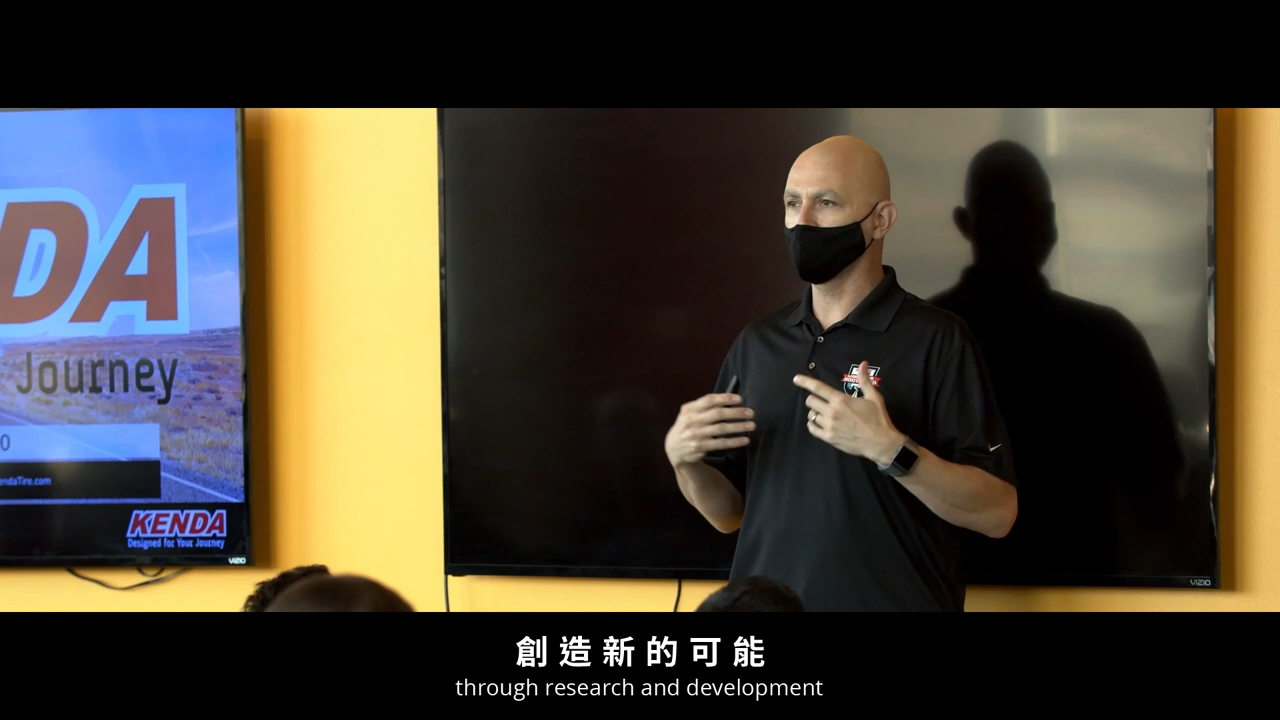 DA
Journey
0
endaTire.com
KENDA
Designed for Your Journey
VIZIO
VIZIO
創造新的可能
through research and development